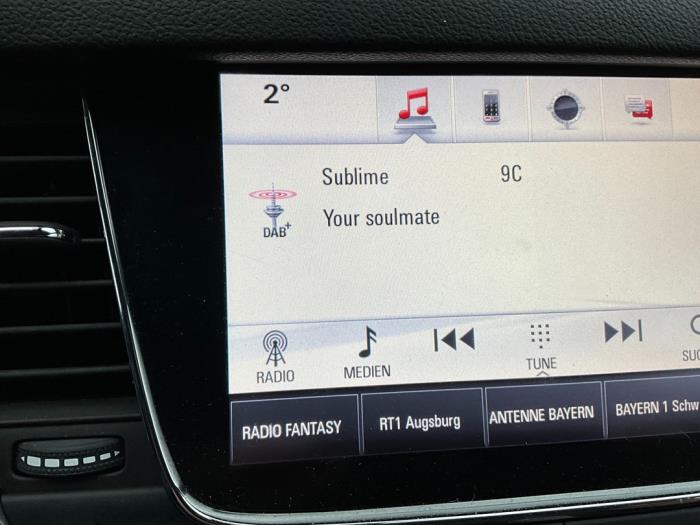 2°
Sublime 9C
Your soulmate
DAB+
RADIO MEDIEN TUNE
RADIO FANTASY RT1 Augsburg ANTENNE BAYERN BAYERN 1 Schw